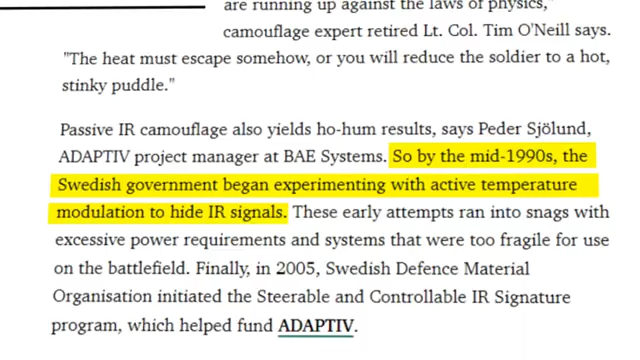 are running up against the laws of physics,"
camouflage expert retired Lt. Col. Tim O'Neill says.
"The heat must escape somehow, or you will reduce the soldier to a hot,
stinky puddle."
Passive IR camouflage also yields ho-hum results, says Peder Sjölund,
ADAPTIV project manager at BAE Systems. So by the mid-1990s, the
Swedish government began experimenting with active temperature
modulation to hide IR signals. These early attempts ran into snags with
excessive power requirements and systems that were too fragile for use
on the battlefield. Finally, in 2005, Swedish Defence Material
Organisation initiated the Steerable and Controllable IR Signature
program, which helped fund ADAPTIV.